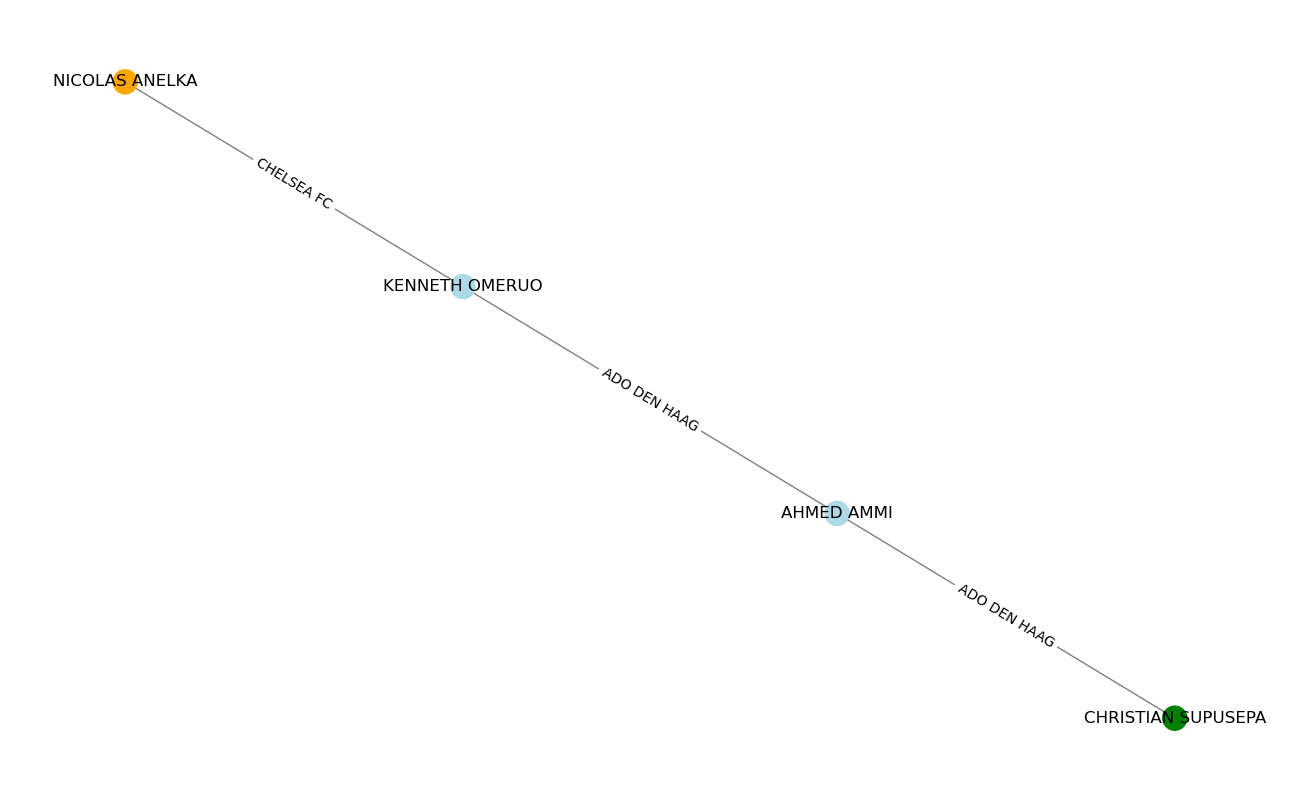 NICOLAS ANELKA
CHELSEA FC
KENNETH OMERUO
ADO DEN HAAG
AHMED AMMI
ADO DEN HAAG
CHRISTIAN SUPUSEPA